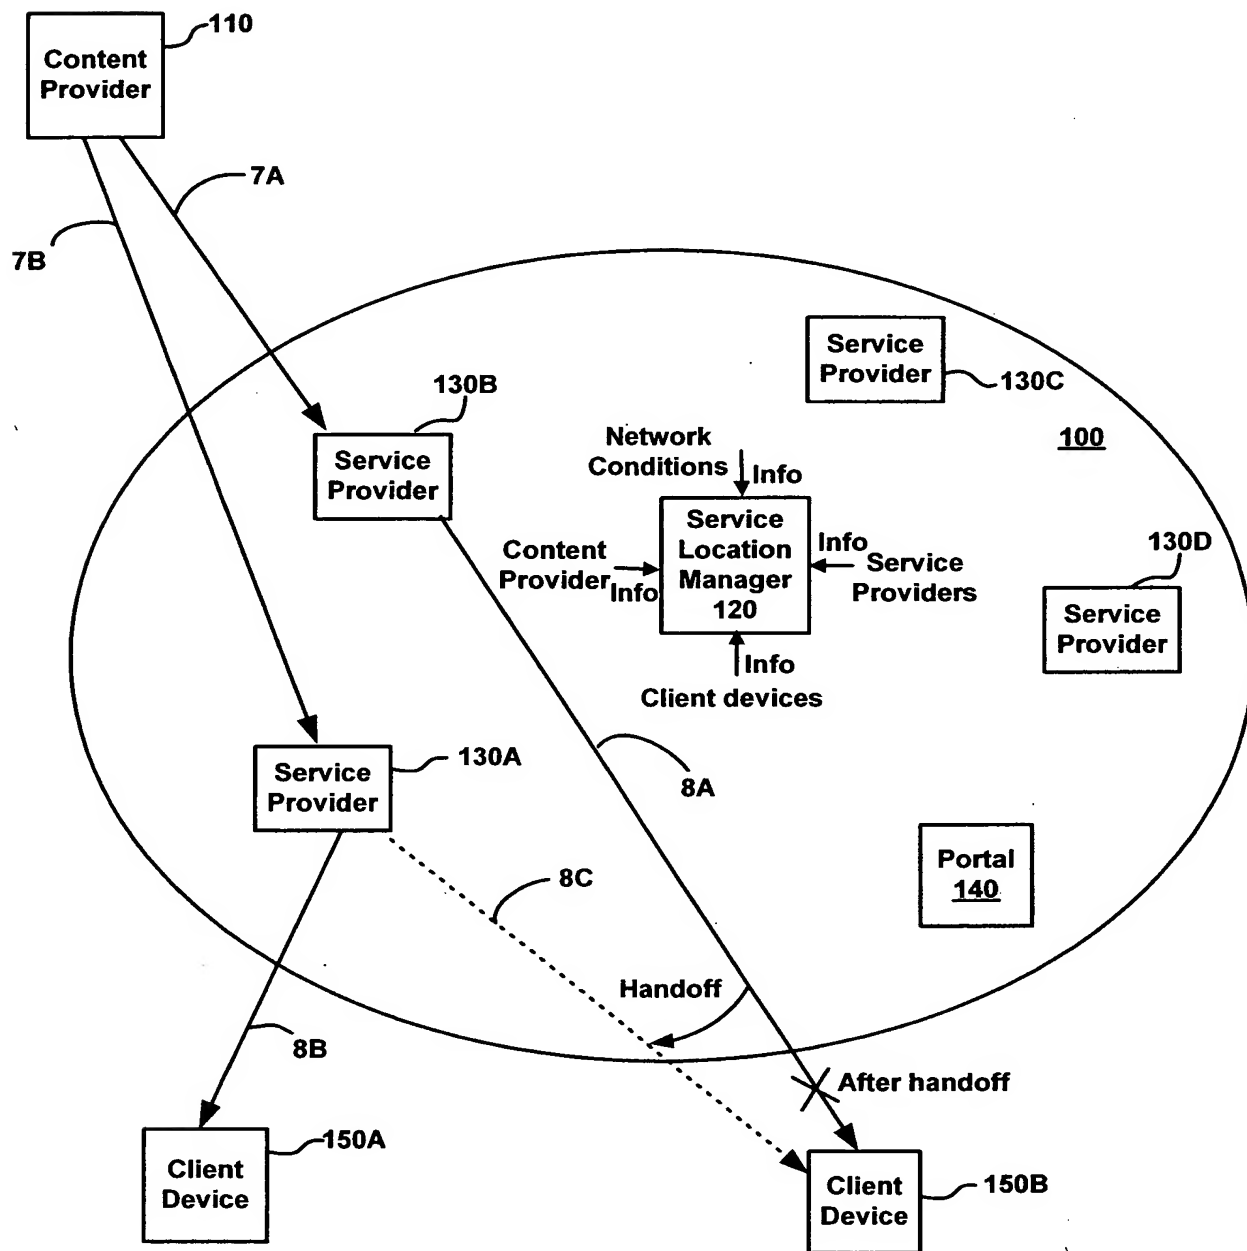 110
Content
Provider
7A
7B
Service
Provider
130C
130B
100
Network
Conditions
Info
Service
Provider
Service
Location
Manager
120
Content
Provider
Info
Info
Service
Providers
130D
Service
Provider
Info
Client devices
130A
Service
Provider
8A
8C
Portal
140
Handoff
8B
After handoff
150A
Client
Device
150B
Client
Device